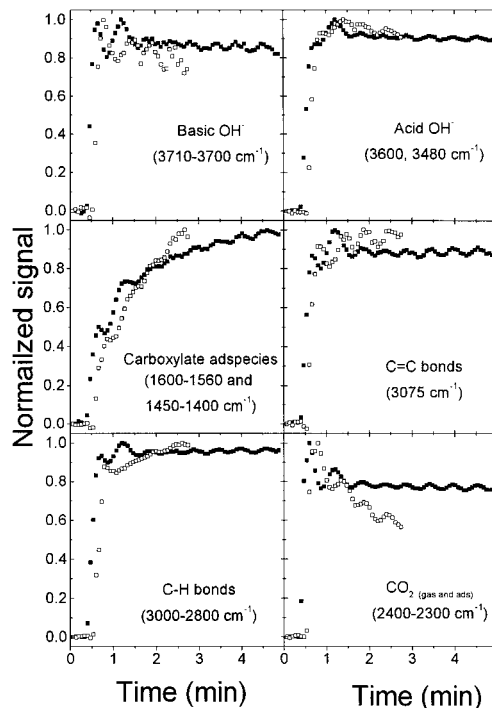 Normailzed signal
1.0
0.8
0.6
0.4
0.2
0.0
Basic OH-
(3710-3700 cm-1)
Acid OH-
(3600, 3480 cm-1)
1.0
0.8
0.6
0.4
0.2
0.0
Carboxylate adspecies
(1600-1560 and
1450-1400 cm-1)
C=C bonds
(3075 cm-1)
1.0
0.8
0.6
0.4
0.2
0.0
C-H bonds
(3000-2800 cm-1)
CO2 (gas and ads)
(2400-2300 cm-1)
0 1 2 3 4 0 1 2 3 4
Time (min) Time (min)